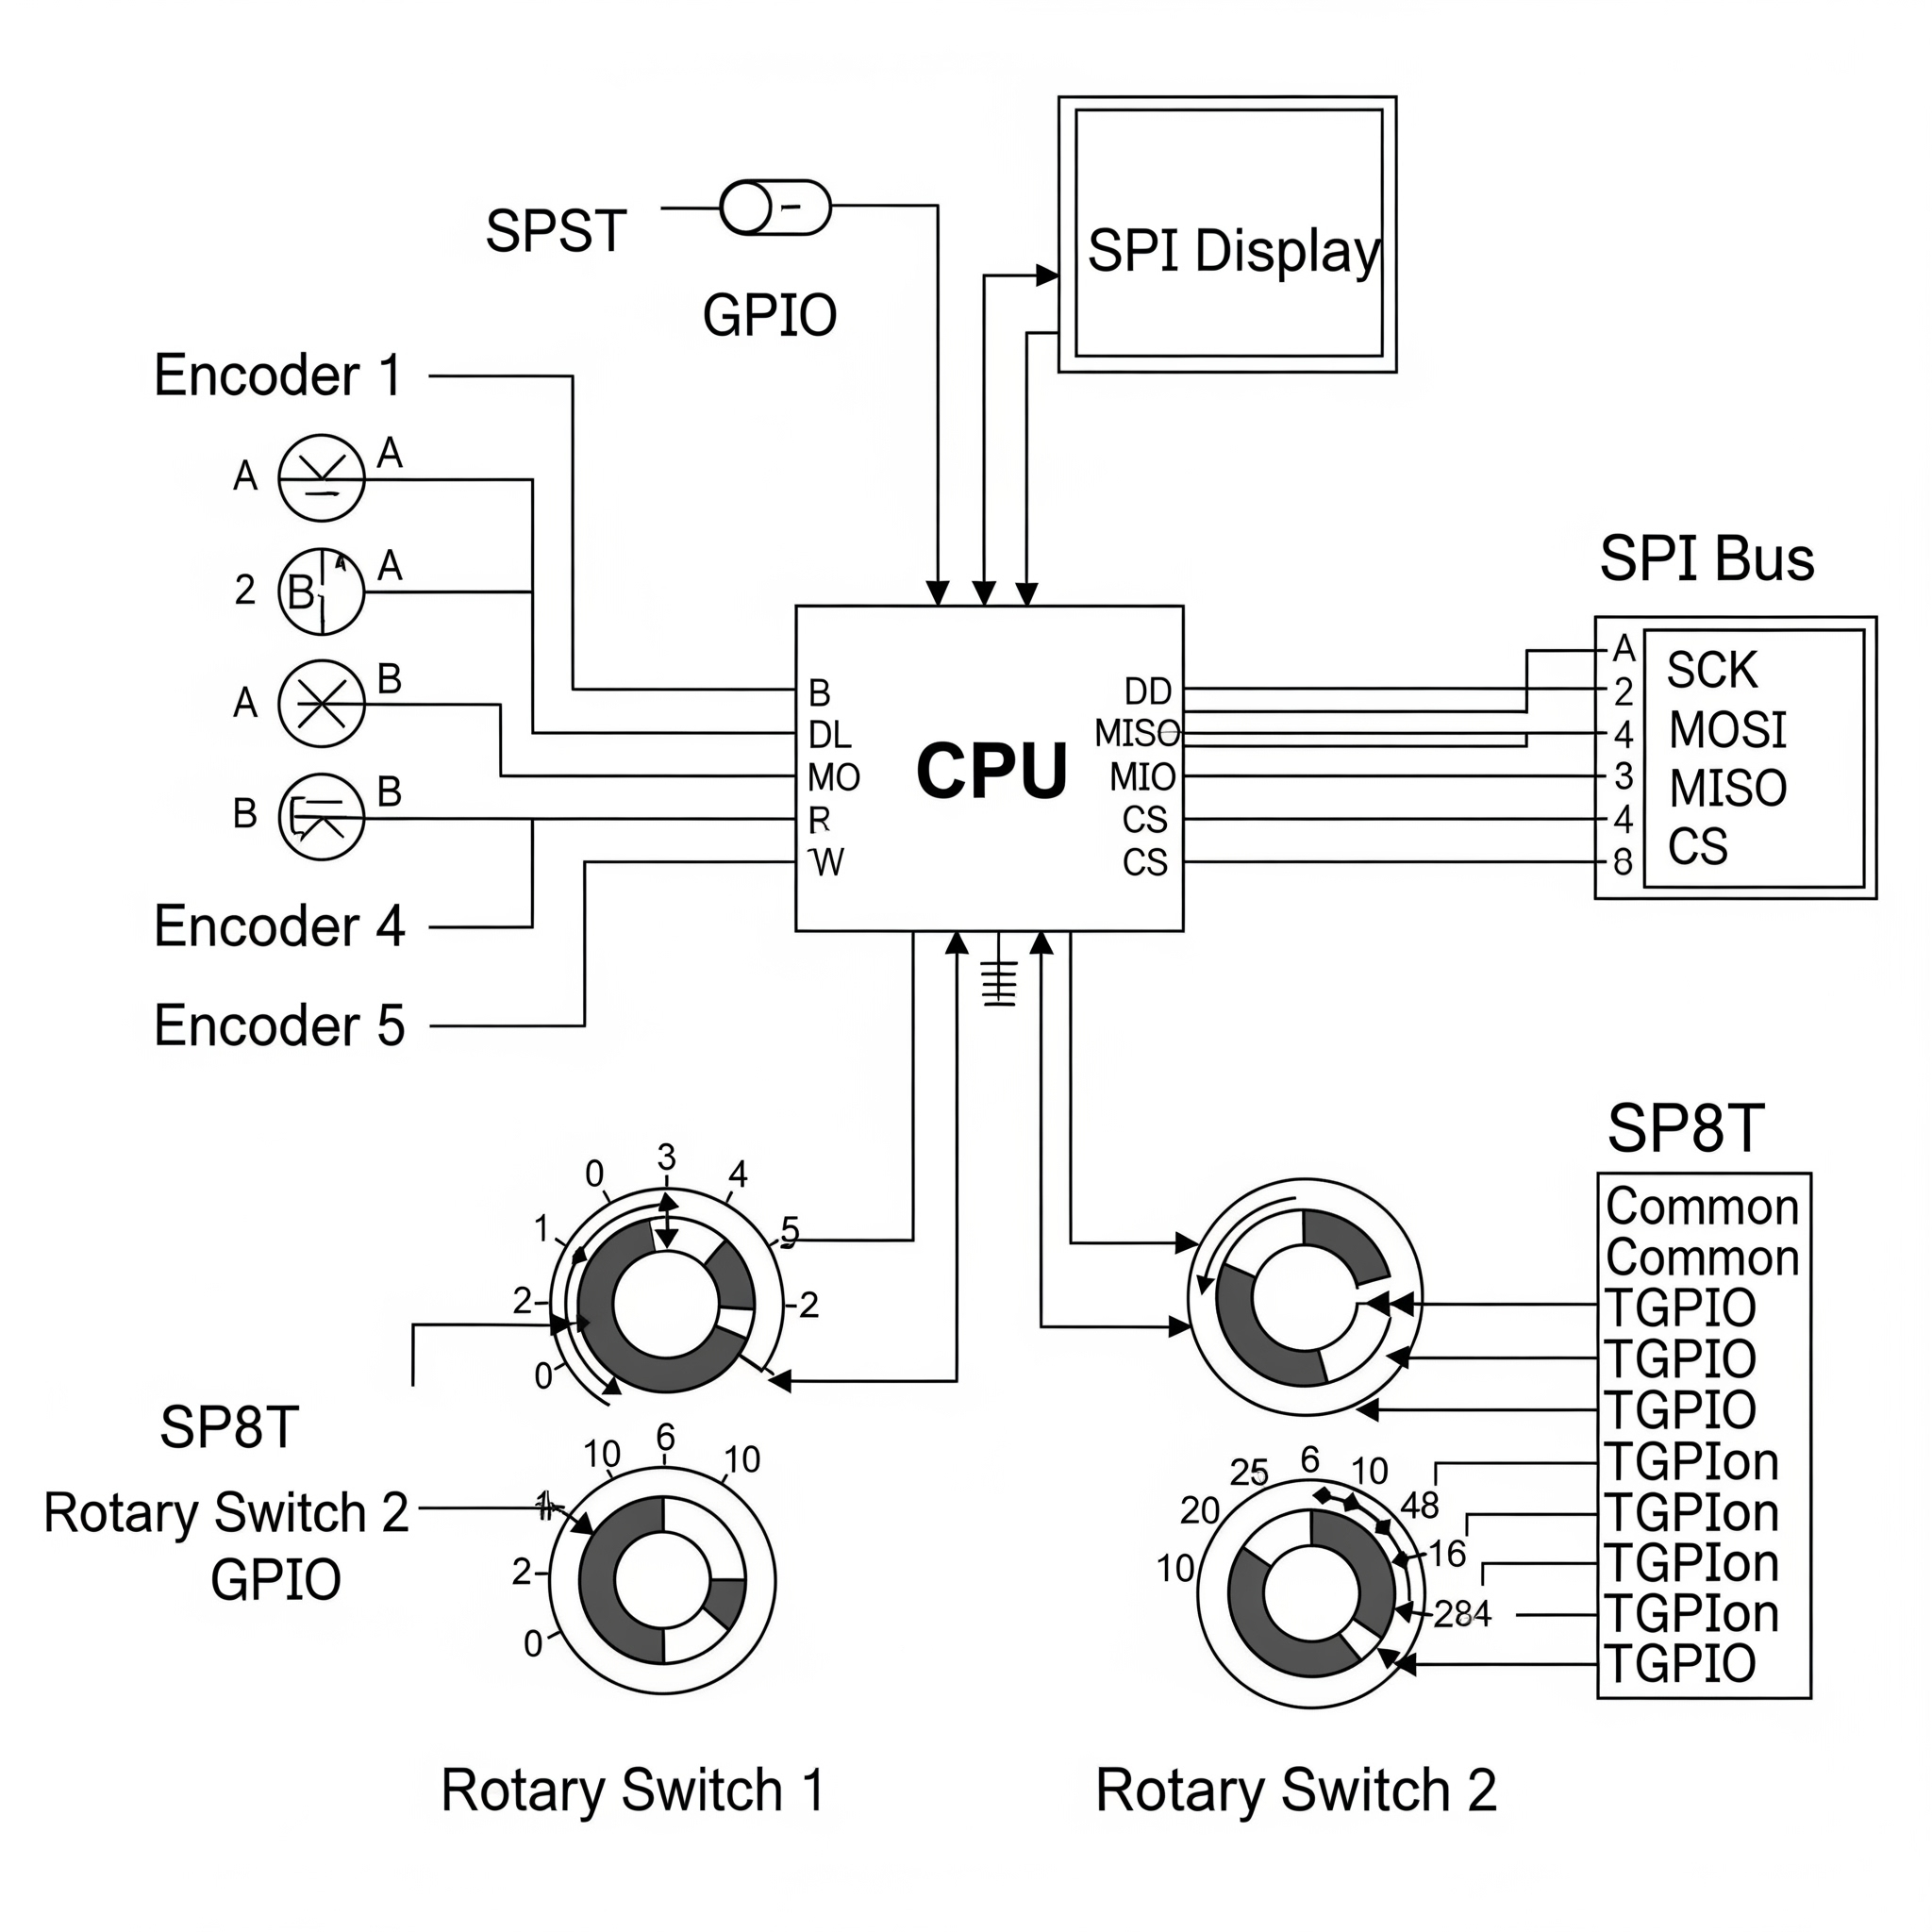 SPST
GPIO
SPI Display
Encoder 1
A
A
2
B
A
A
B
B
B
Encoder 4
Encoder 5
B
DL
MO
R
W
CPU
DD
MISO
MIO
CS
CS
SPI Bus
A
2
4
3
4
8
SCK
MOSI
MISO
CS
0
3
4
1
5
2
2
0
SP8T
Rotary Switch 2
GPIO
10
6
10
2
0
Rotary Switch 1
25
6
10
20
48
10
16
284
Rotary Switch 2
SP8T
Common
Common
TGPIO
TGPIO
TGPIO
TGPIon
TGPIon
TGPIon
TGPIon
TGPIO